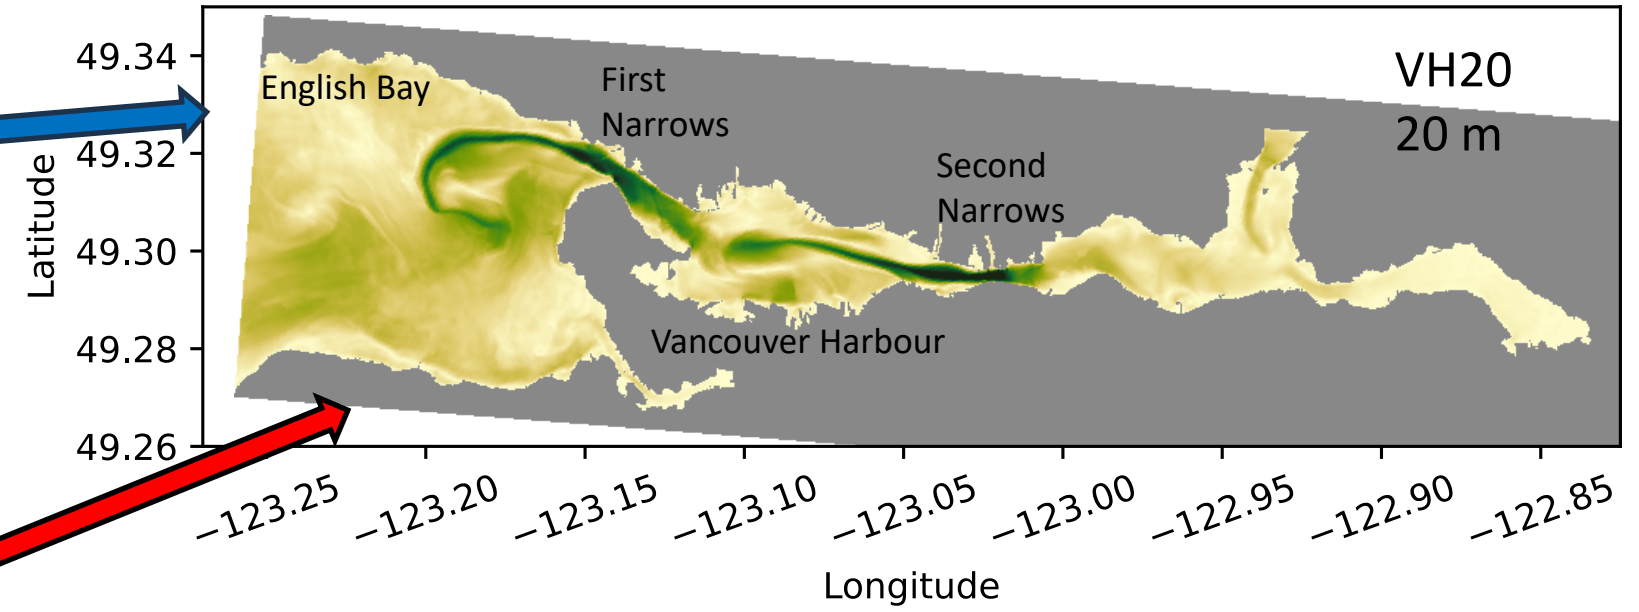 49.34
49.32
49.30
49.28
49.26
Latitude
English Bay
First
Narrows
Second
Narrows
VH20
20 m
Vancouver Harbour
−123.25
−123.20
−123.15
−123.10
−123.05
−123.00
−122.95
−122.90
−122.85
Longitude